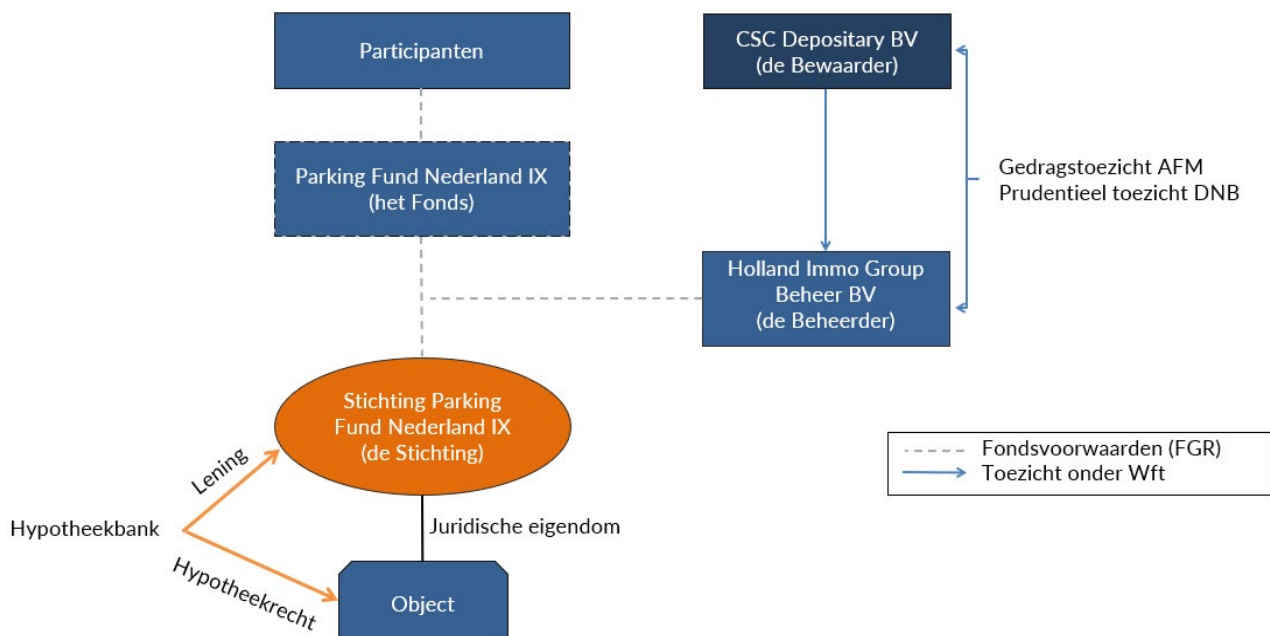 Participanten
CSC Depositary BV
(de Bewaarder)
Parking Fund Nederland IX
(het Fonds)
Gedragstoezicht AFM
Prudentieel toezicht DNB
Holland Immo Group
Beheer BV
(de Beheerder)
Stichting Parking
Fund Nederland IX
(de Stichting)
Fondsvoorwaarden (FGR)
Toezicht onder Wft
Lening
Hypotheekbank
Juridische eigendom
Hypotheekrecht
Object